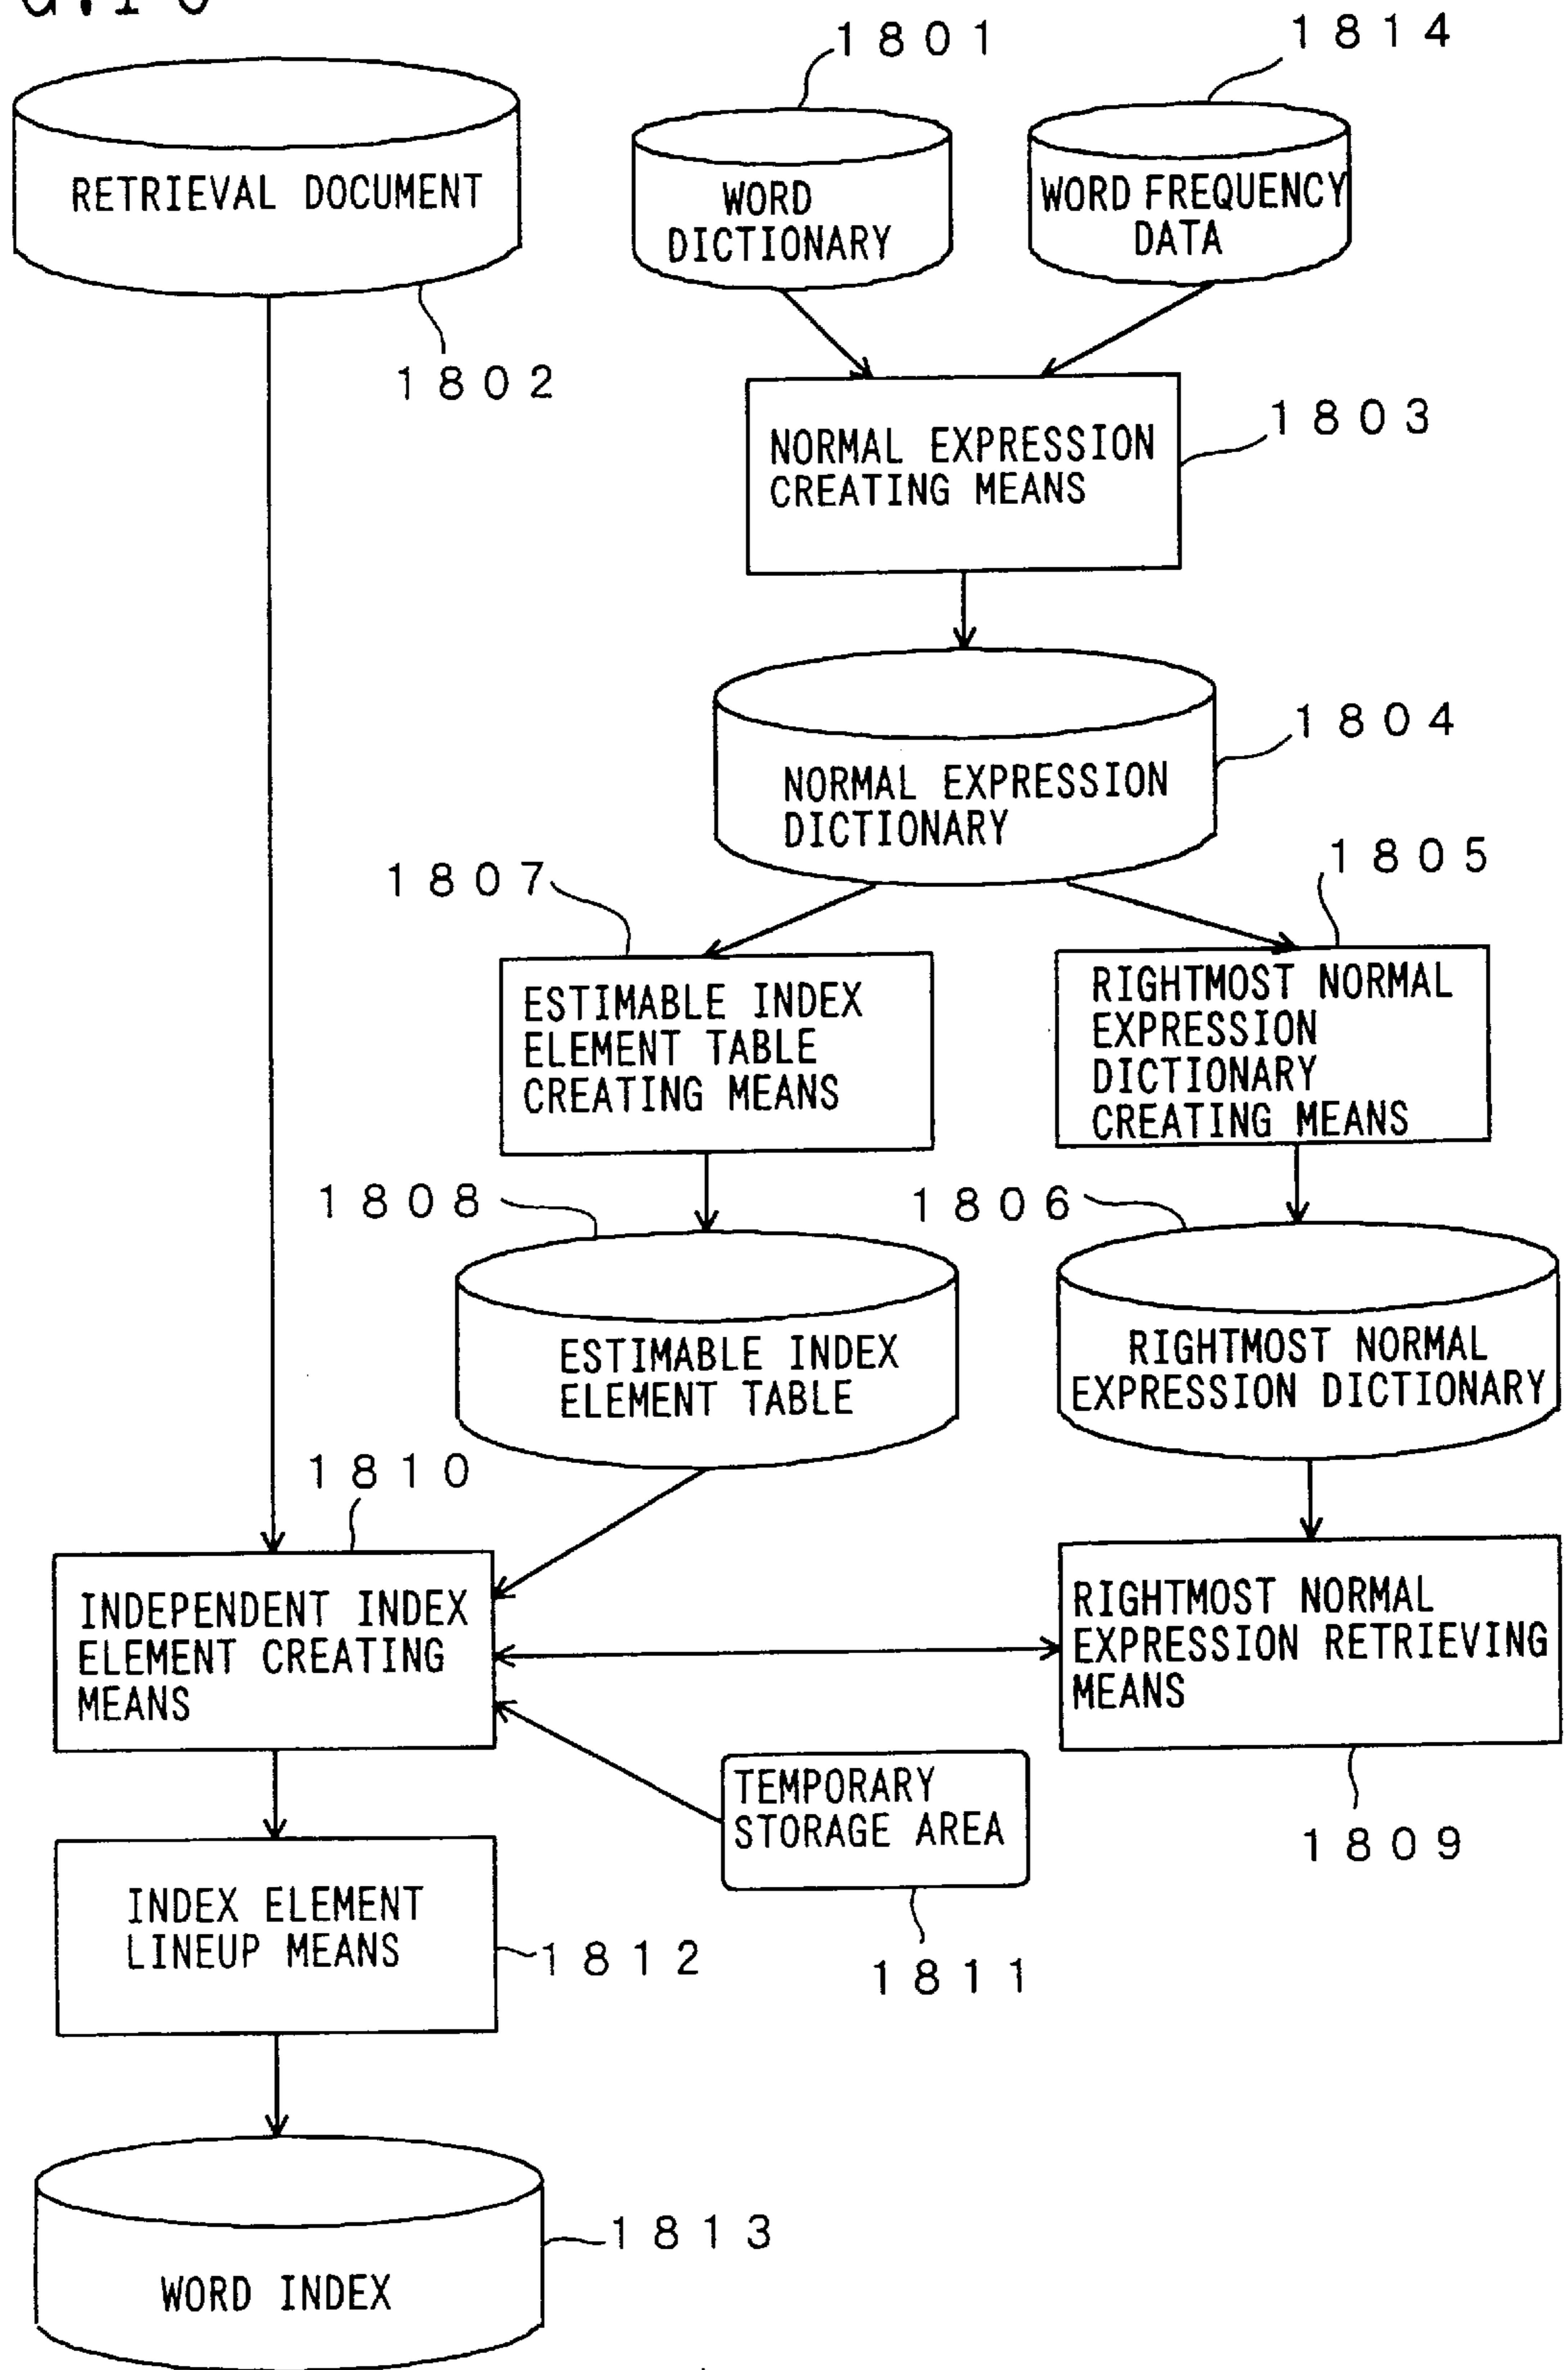 1801
1814
RETRIEVAL DOCUMENT
WORD
DICTIONARY
WORD FREQUENCY
DATA
1802
1803
NORMAL EXPRESSION
CREATING MEANS
1804
NORMAL EXPRESSION
DICTIONARY
1807
1805
ESTIMABLE INDEX
ELEMENT TABLE
CREATING MEANS
RIGHTMOST NORMAL
EXPRESSION
DICTIONARY
CREATING MEANS
1808
1806
ESTIMABLE INDEX
ELEMENT TABLE
RIGHTMOST NORMAL
EXPRESSION DICTIONARY
1810
INDEPENDENT INDEX
ELEMENT CREATING
MEANS
RIGHTMOST NORMAL
EXPRESSION RETRIEVING
MEANS
TEMPORARY
STORAGE AREA
1809
INDEX ELEMENT
LINEUP MEANS
1812
1811
1813
WORD INDEX